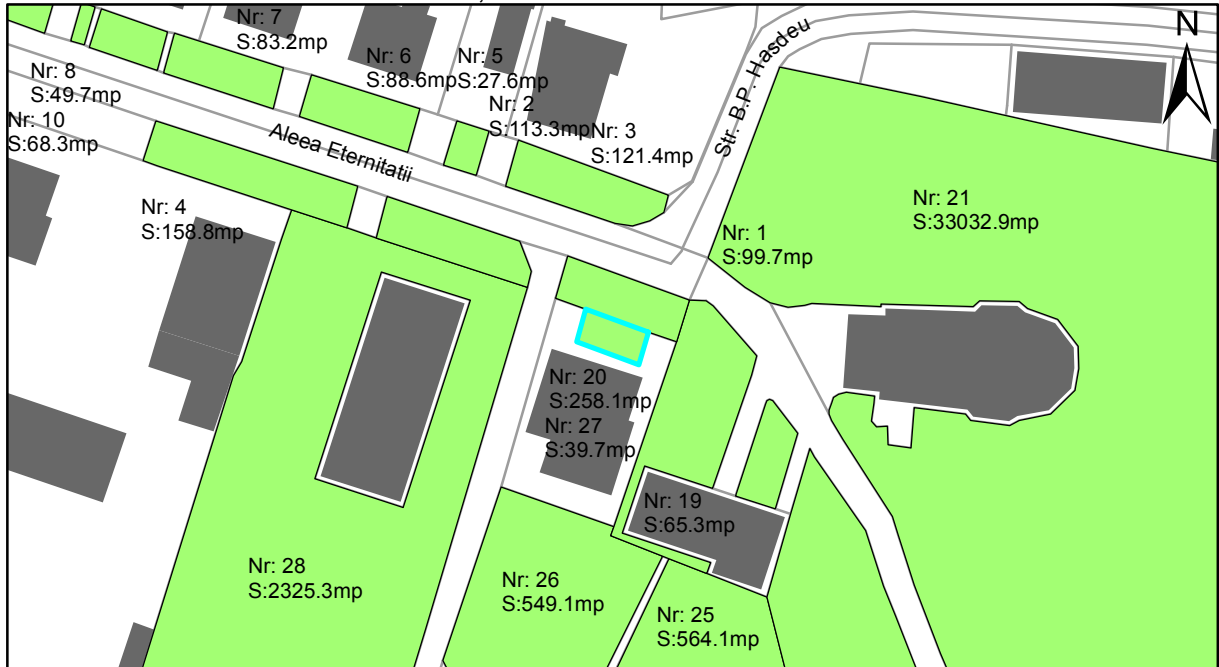 Nr: 7
S:83.2mp
N
Nr: 6
S:88.6mp
Nr: 5
S:27.6mp
Str. B.P. Hasdeu
Nr: 8
S:49.7mp
Nr: 2
S:113.3mp
Nr: 10
S:68.3mp
Nr: 3
S:121.4mp
Aleea Eternitatii
Nr: 4
S:158.8mp
Nr: 21
S:33032.9mp
Nr: 1
S:99.7mp
Nr: 20
S:258.1mp
Nr: 27
S:39.7mp
Nr: 19
S:65.3mp
Nr: 28
S:2325.3mp
Nr: 26
S:549.1mp
Nr: 25
S:564.1mp